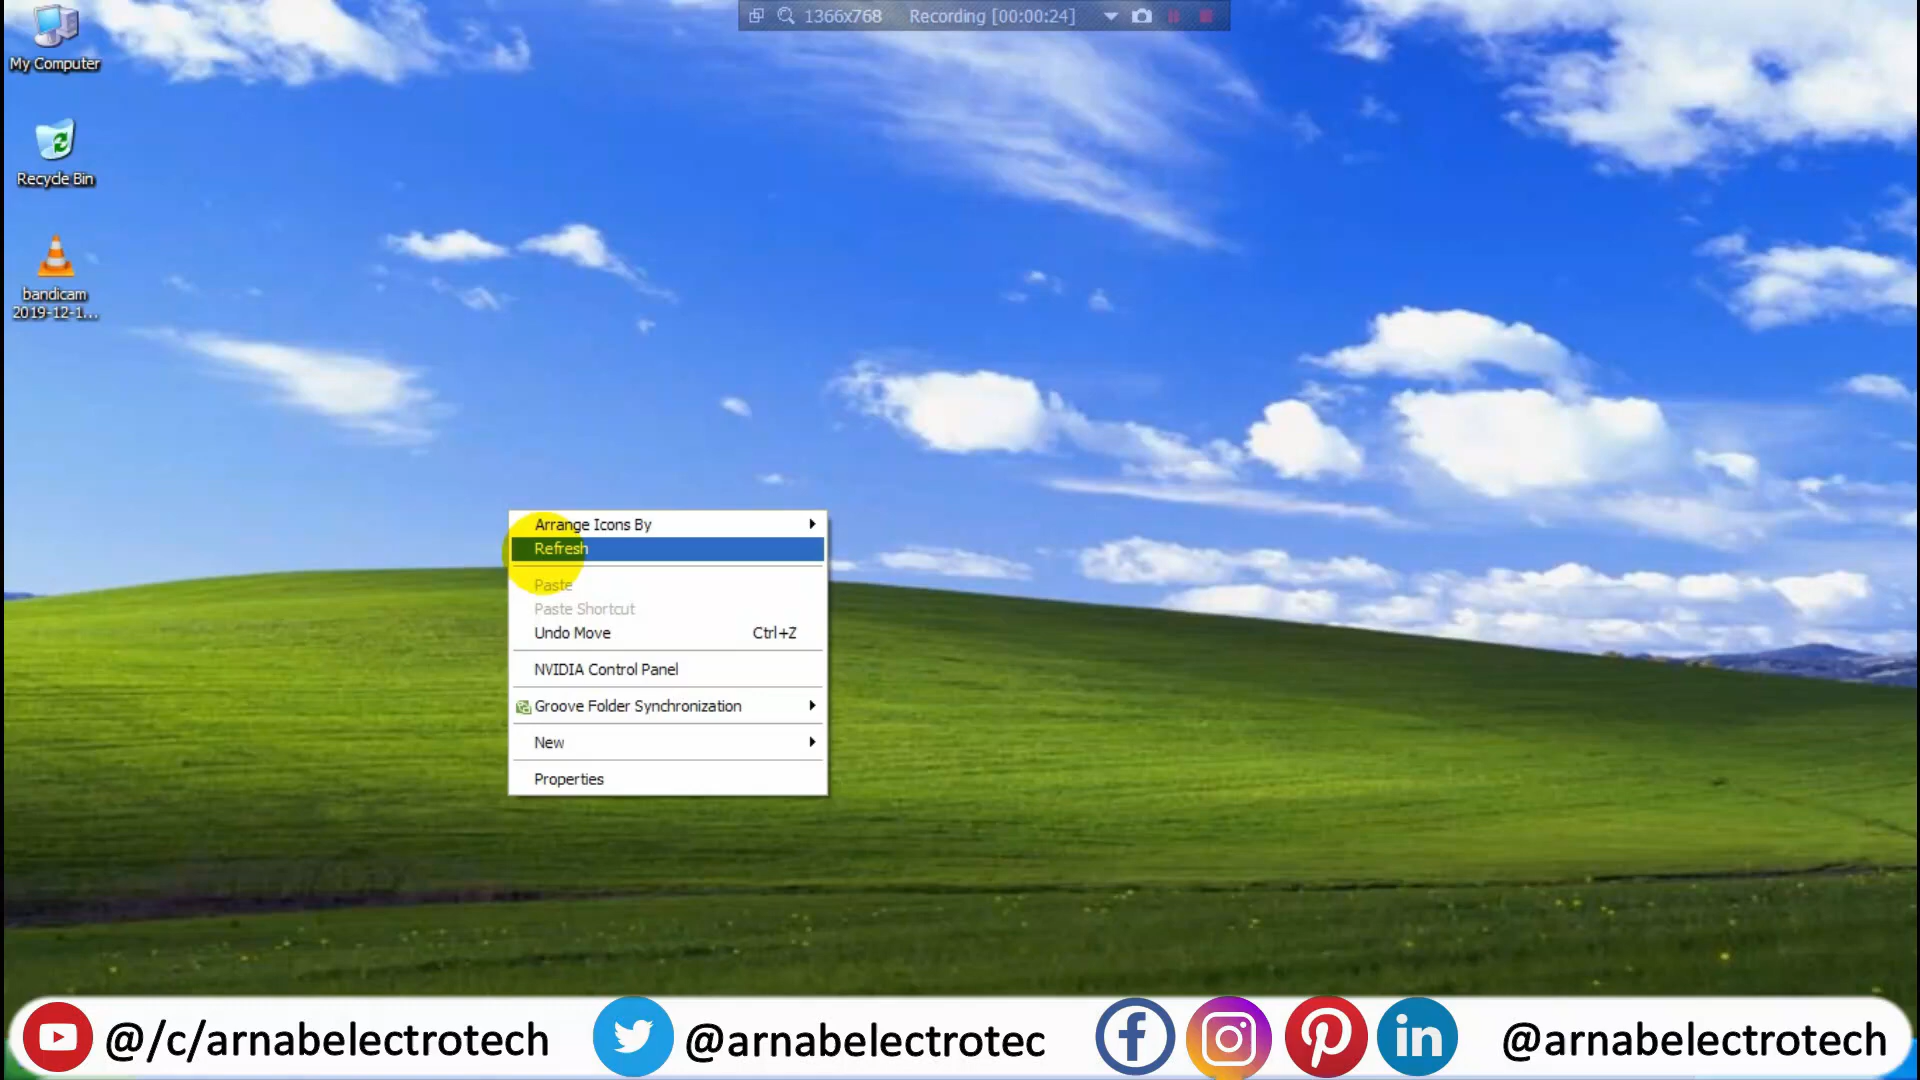 1366x768 Recording [00:00:24]
My Computer
Recycle Bin
bandicam
2019-12-1...
Arrange Icons By
Refresh
Paste
Paste Shortcut
Undo Move Ctrl+Z
NVIDIA Control Panel
Groove Folder Synchronization
New
Properties
@/c/arnabelectrotech @arnabelectrotec @arnabelectrotech